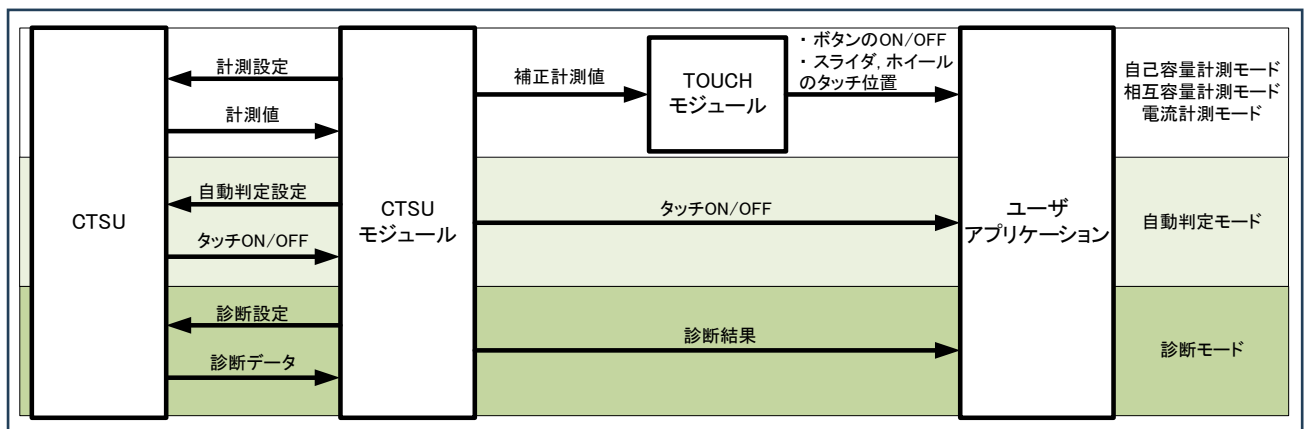 計測設定
計測値
補正計測値
TOUCH
モジュール
・ボタンのON/OFF
・スライダ, ホイール
のタッチ位置
自己容量計測モード
相互容量計測モード
電流計測モード
CTSU
自動判定設定
タッチON/OFF
CTSU
モジュール
タッチON/OFF
ユーザ
アプリケーション
自動判定モード
診断設定
診断データ
診断結果
診断モード